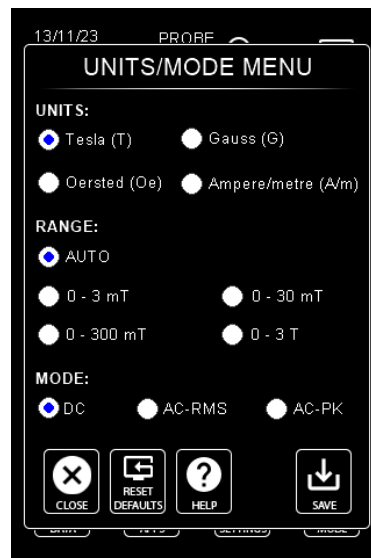 13/11/23 PROBE
UNITS/MODE MENU
UNITS:
Tesla (T) Gauss (G)
Oersted (Oe) Ampere/metre (A/m)
RANGE:
AUTO
0 - 3 mT 0 - 30 mT
0 - 300 mT 0 - 3 T
MODE:
DC AC-RMS AC-PK
CLOSE RESET DEFAULTS HELP SAVE